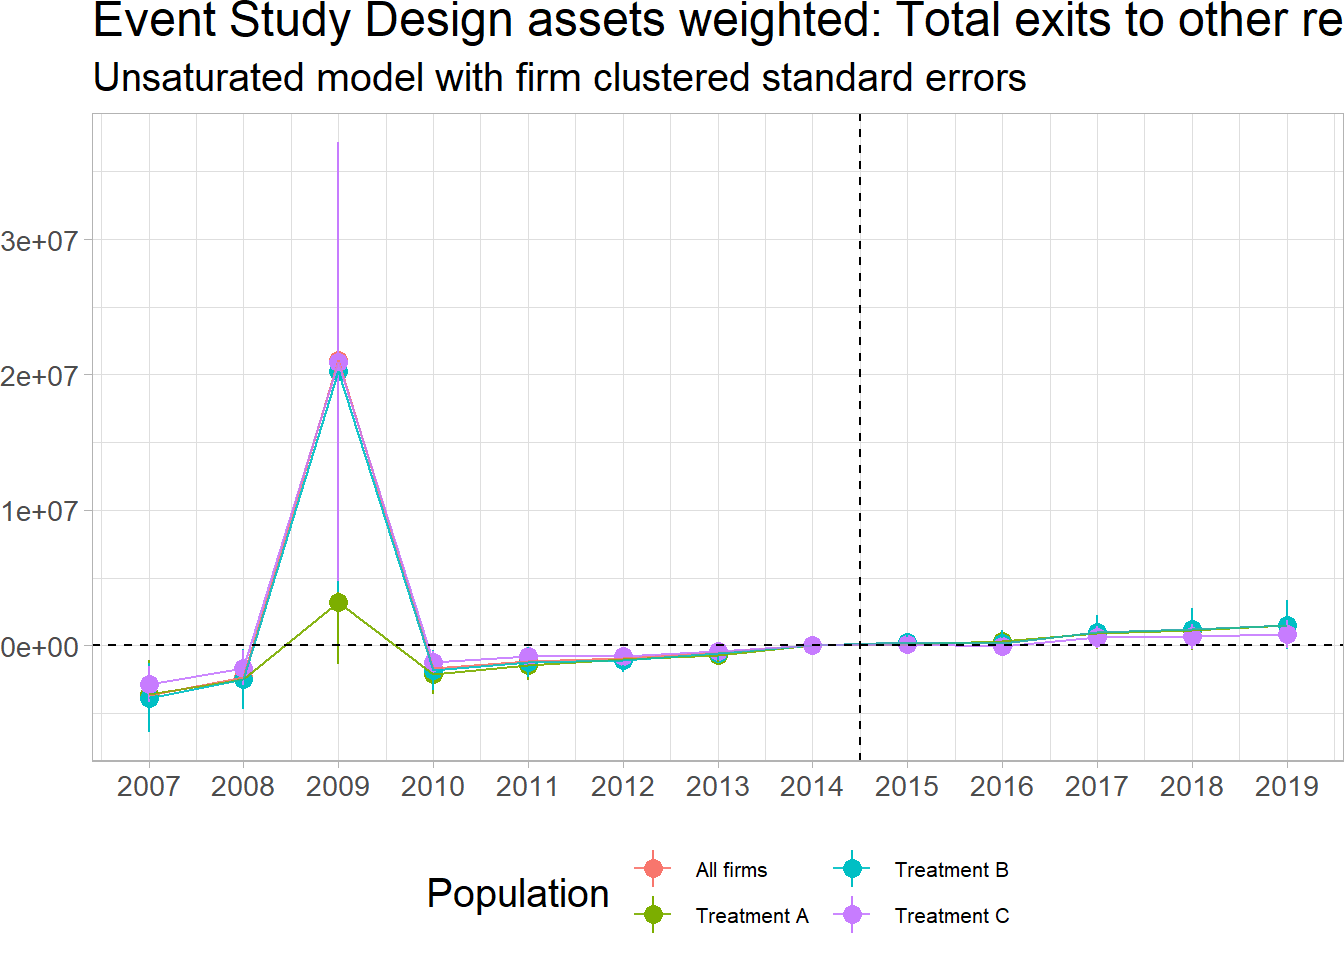 Event Study Design assets weighted: Total exits to other re
Unsaturated model with firm clustered standard errors
3e+07
2e+07
1e+07
0e+00
2007 2008 2009 2010 2011 2012 2013 2014 2015 2016 2017 2018 2019
Population
All firms
Treatment B
Treatment A
Treatment C